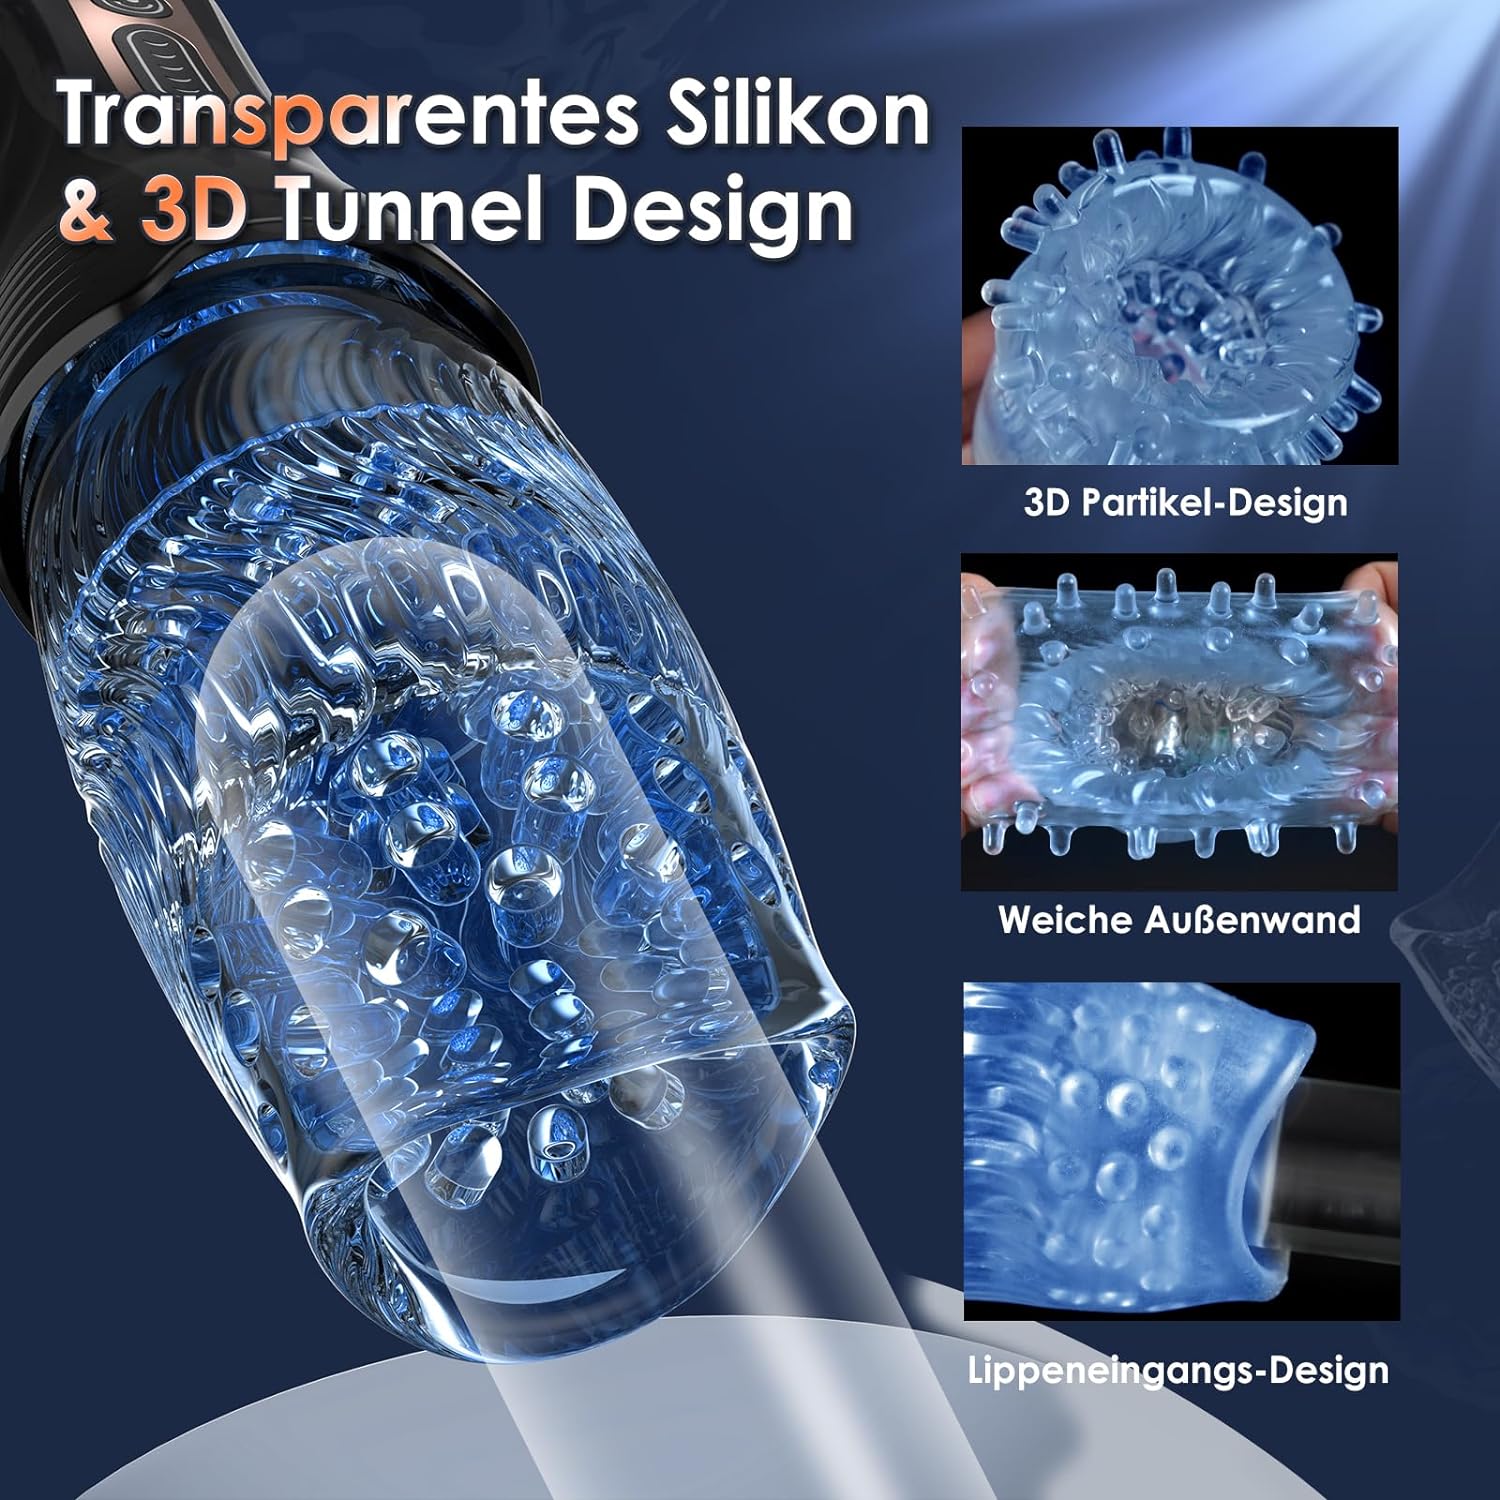 Transparentes Silikon
& 3D Tunnel Design
3D Partikel-Design
Weiche Außenwand
Lippeneingangs-Design